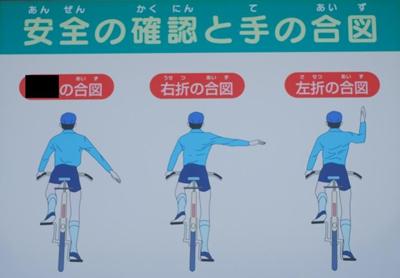 あん ぜん かく にん て あい ず
安全の確認と手の合図
あい ず
の合図
う せつ あい ず
右折の合図
さ せつ あい ず
左折の合図